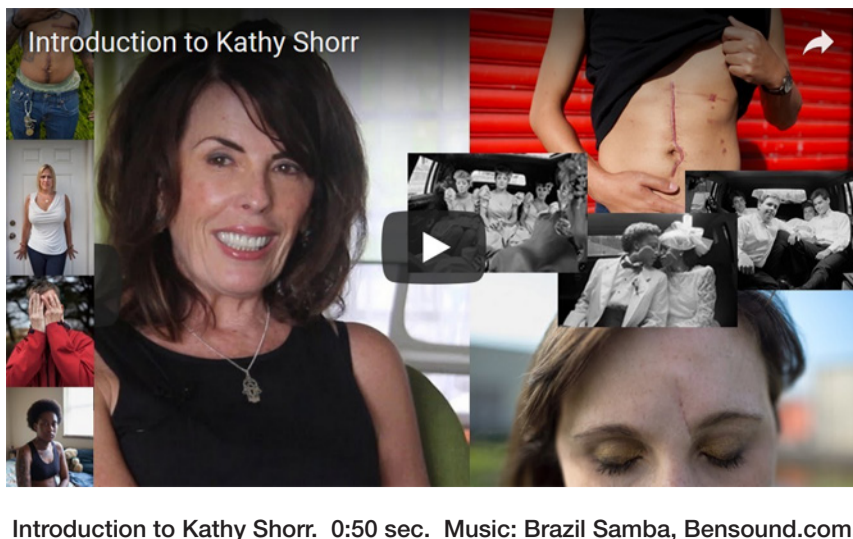 Introduction to Kathy Shorr
Introduction to Kathy Shorr.  0:50 sec.  Music: Brazil Samba, Bensound.com